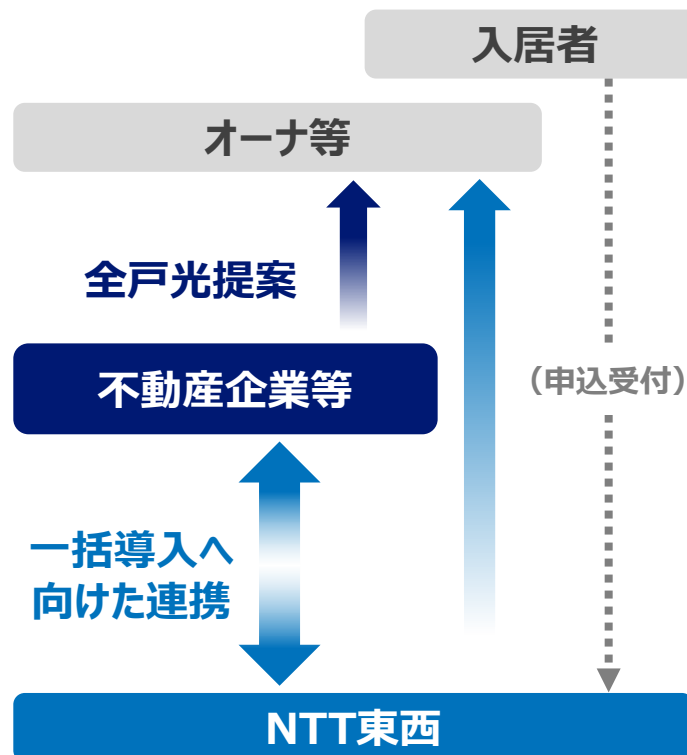 入居者
オーナ等
全戸光提案
不動産企業等
（申込受付）
一括導入へ
向けた連携
NTT東西